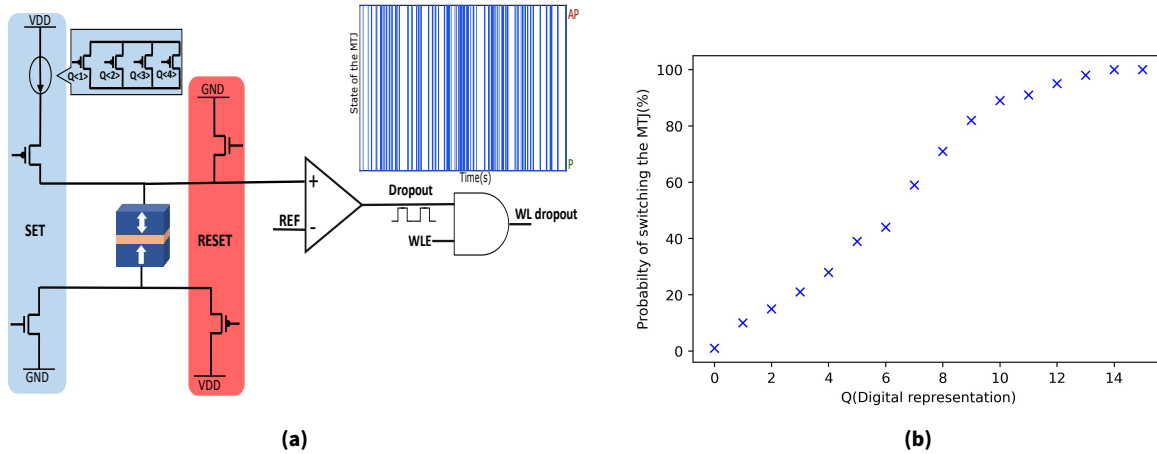 VDD
Q<1> Q<2> Q<3> Q<4>
GND
SET
RESET
GND
VDD
State of the MTJ
AP
P
Time(s)
+
REF
-
Dropout
WLE
WL dropout
(a)
Probabilty of switching the MTJ(%)
100
80
60
40
20
0
0 2 4 6 8 10 12 14
Q(Digital representation)
(b)